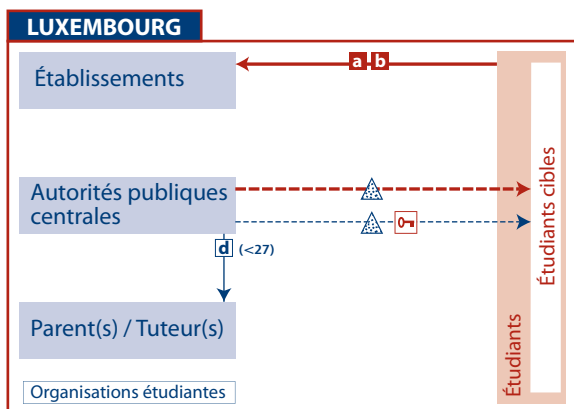 LUXEMBOURG
Établissements
a b
Autorités publiques
centrales
d (<27)
Parent(s) / Tuteur(s)
Organisations étudiantes
Étudiants
Étudiants cibles